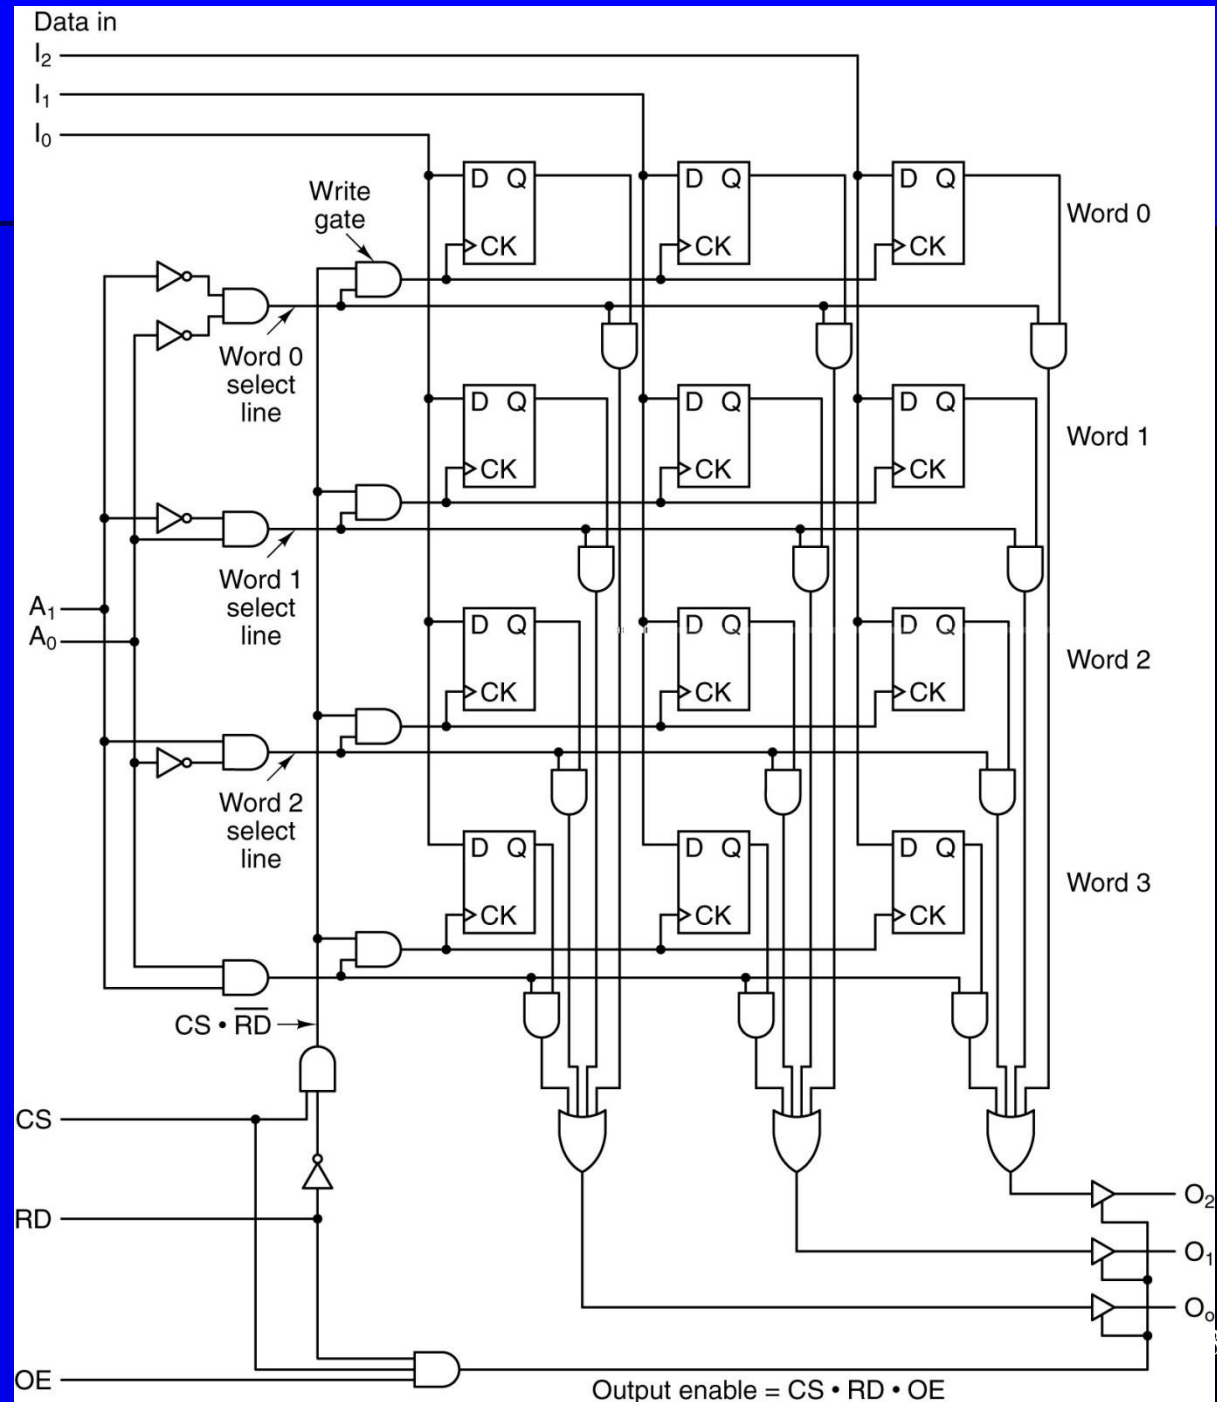 Data in
I₂
I₁
I₀
Write
gate
D Q
CK
D Q
CK
D Q
CK
Word 0
Word 0
select
line
D Q
CK
D Q
CK
D Q
CK
Word 1
Word 1
select
line
A₁
A₀
D Q
CK
D Q
CK
D Q
CK
Word 2
Word 2
select
line
D Q
CK
D Q
CK
D Q
CK
Word 3
CS • R̅D̅
CS
RD
OE
O₂
O₁
Oₒ
Output enable = CS • RD • OE